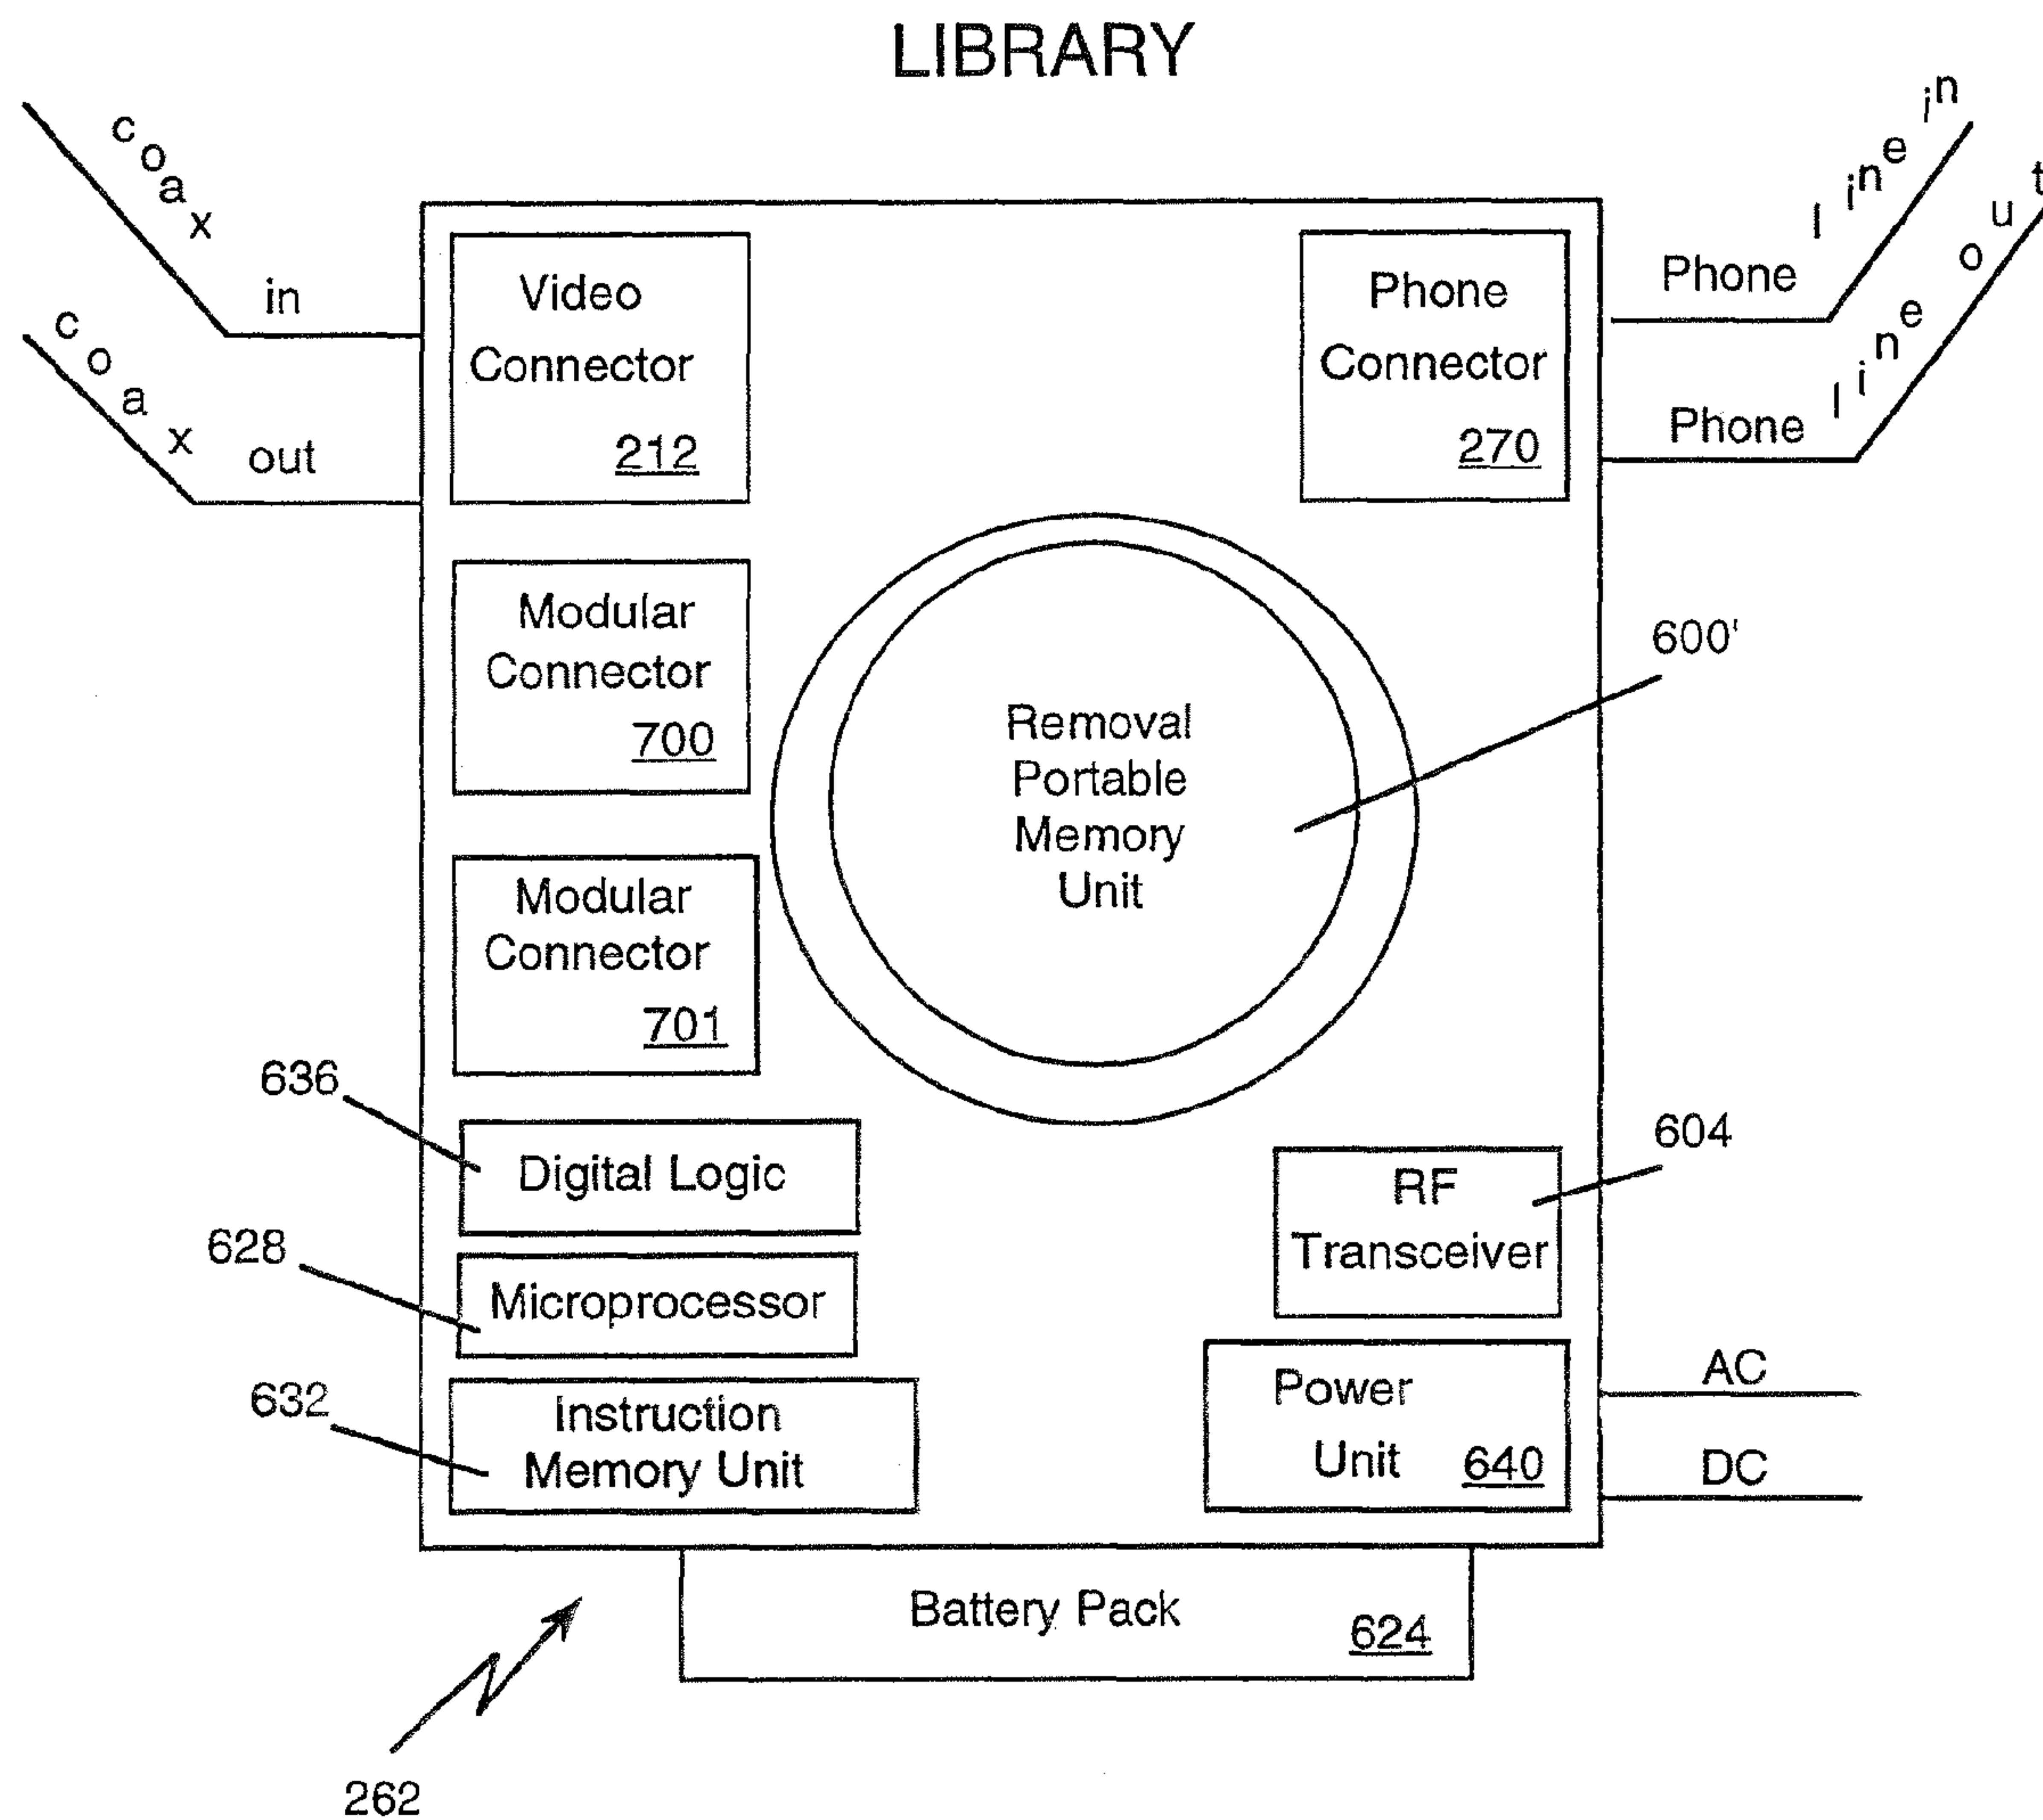 LIBRARY
coax in
coax out
Video
Connector
212
Phone
Connector
270
Phone line in
Phone line out
Modular
Connector
700
Removal
Portable
Memory
Unit
600'
Modular
Connector
701
636
Digital Logic
604
RF
Transceiver
628
Microprocessor
632
Instruction
Memory Unit
Power
Unit 640
AC
DC
Battery Pack 624
262